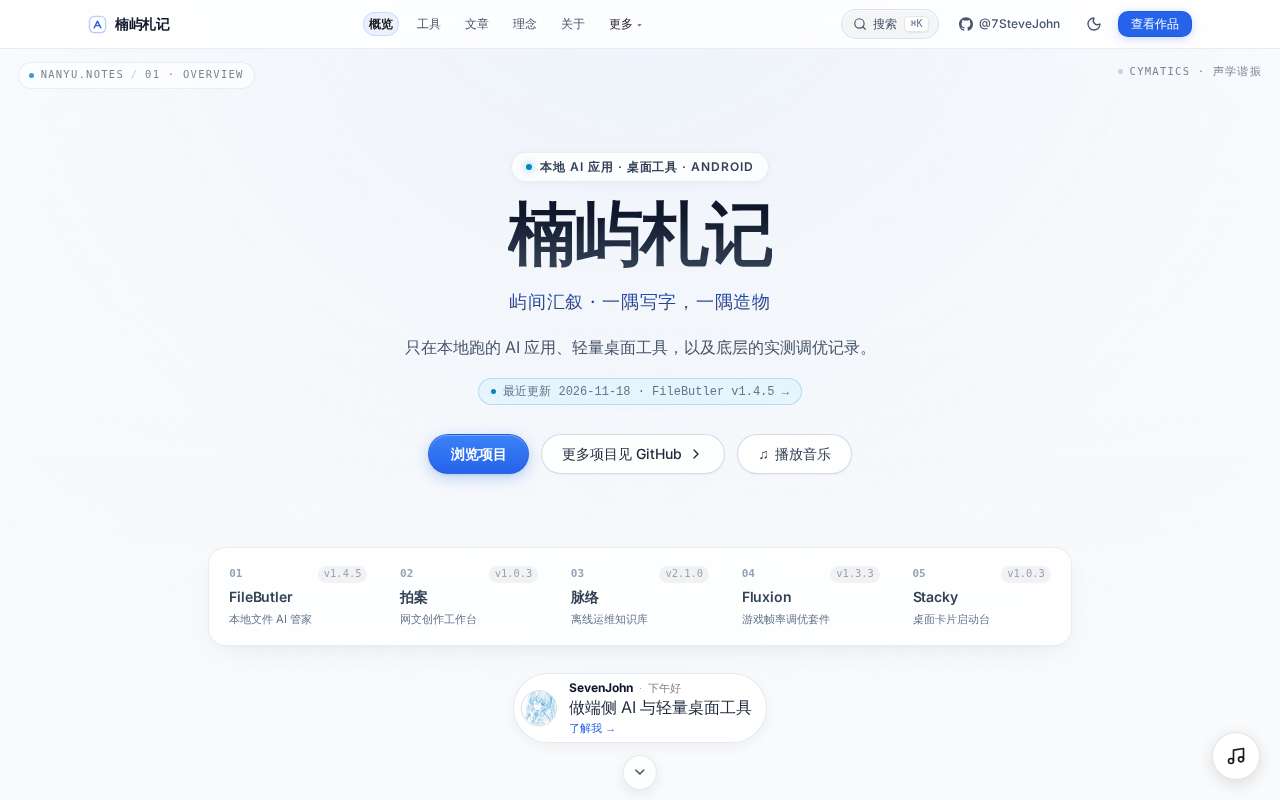 楠屿札记
概览 工具 文章 理念 关于 更多 搜索 ⌘K @7SteveJohn 查看作品
NANYU.NOTES / 01 · OVERVIEW
CYMATICS · 声学谐振
本地 AI 应用 · 桌面工具 · ANDROID
楠屿札记
屿间汇叙 · 一隅写字，一隅造物
只在本地跑的 AI 应用、轻量桌面工具，以及底层的实测调优记录。
最近更新 2026-11-18 · FileButler v1.4.5 →
浏览项目
更多项目见 GitHub
♫ 播放音乐
01 v1.4.5
FileButler
本地文件 AI 管家
02 v1.0.3
拍案
网文创作工作台
03 v2.1.0
脉络
离线运维知识库
04 v1.3.3
Fluxion
游戏帧率调优套件
05 v1.0.3
Stacky
桌面卡片启动台
SevenJohn · 下午好
做端侧 AI 与轻量桌面工具
了解我 →